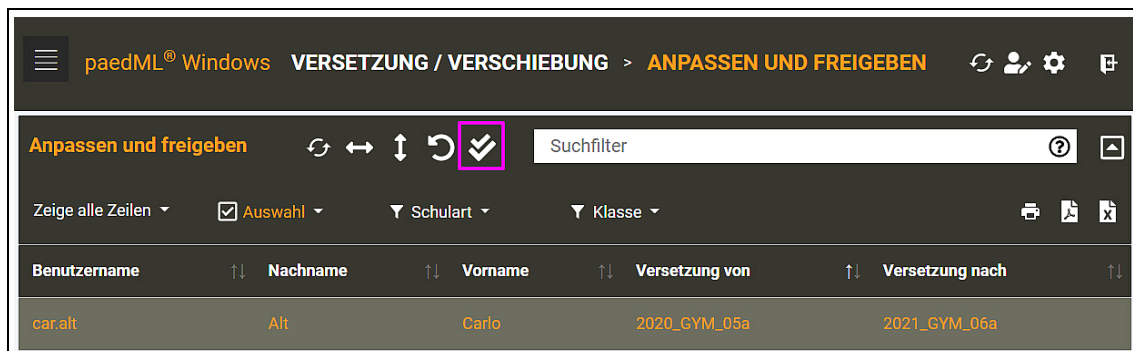 paedML® Windows VERSETZUNG / VERSCHIEBUNG > ANPASSEN UND FREIGEBEN
Anpassen und freigeben Suchfilter
Zeige alle Zeilen Auswahl Schulart Klasse
Benutzername Nachname Vorname Versetzung von Versetzung nach
car.alt Alt Carlo 2020_GYM_05a 2021_GYM_06a